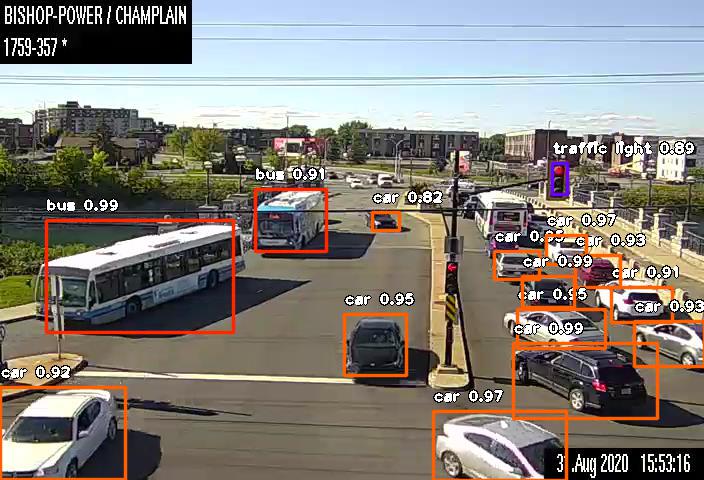 BISHOP-POWER / CHAMPLAIN
1759-357 *
traffic light 0.89
bus 0.91
car 0.82
bus 0.99
car 0.97
car 0.93
car 0.99
car 0.91
car 0.95
car 0.95
car 0.93
car 0.99
car 0.92
car 0.97
.Aug 2020 15:53:16